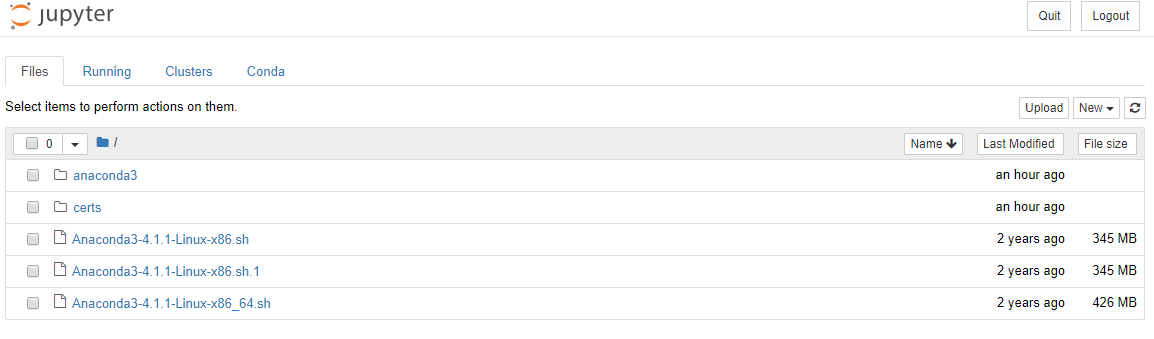 jupyter Quit Logout
Files Running Clusters Conda
Select items to perform actions on them. Upload New
0 / Name Last Modified File size
anaconda3 an hour ago
certs an hour ago
Anaconda3-4.1.1-Linux-x86.sh 2 years ago 345 MB
Anaconda3-4.1.1-Linux-x86.sh.1 2 years ago 345 MB
Anaconda3-4.1.1-Linux-x86_64.sh 2 years ago 426 MB